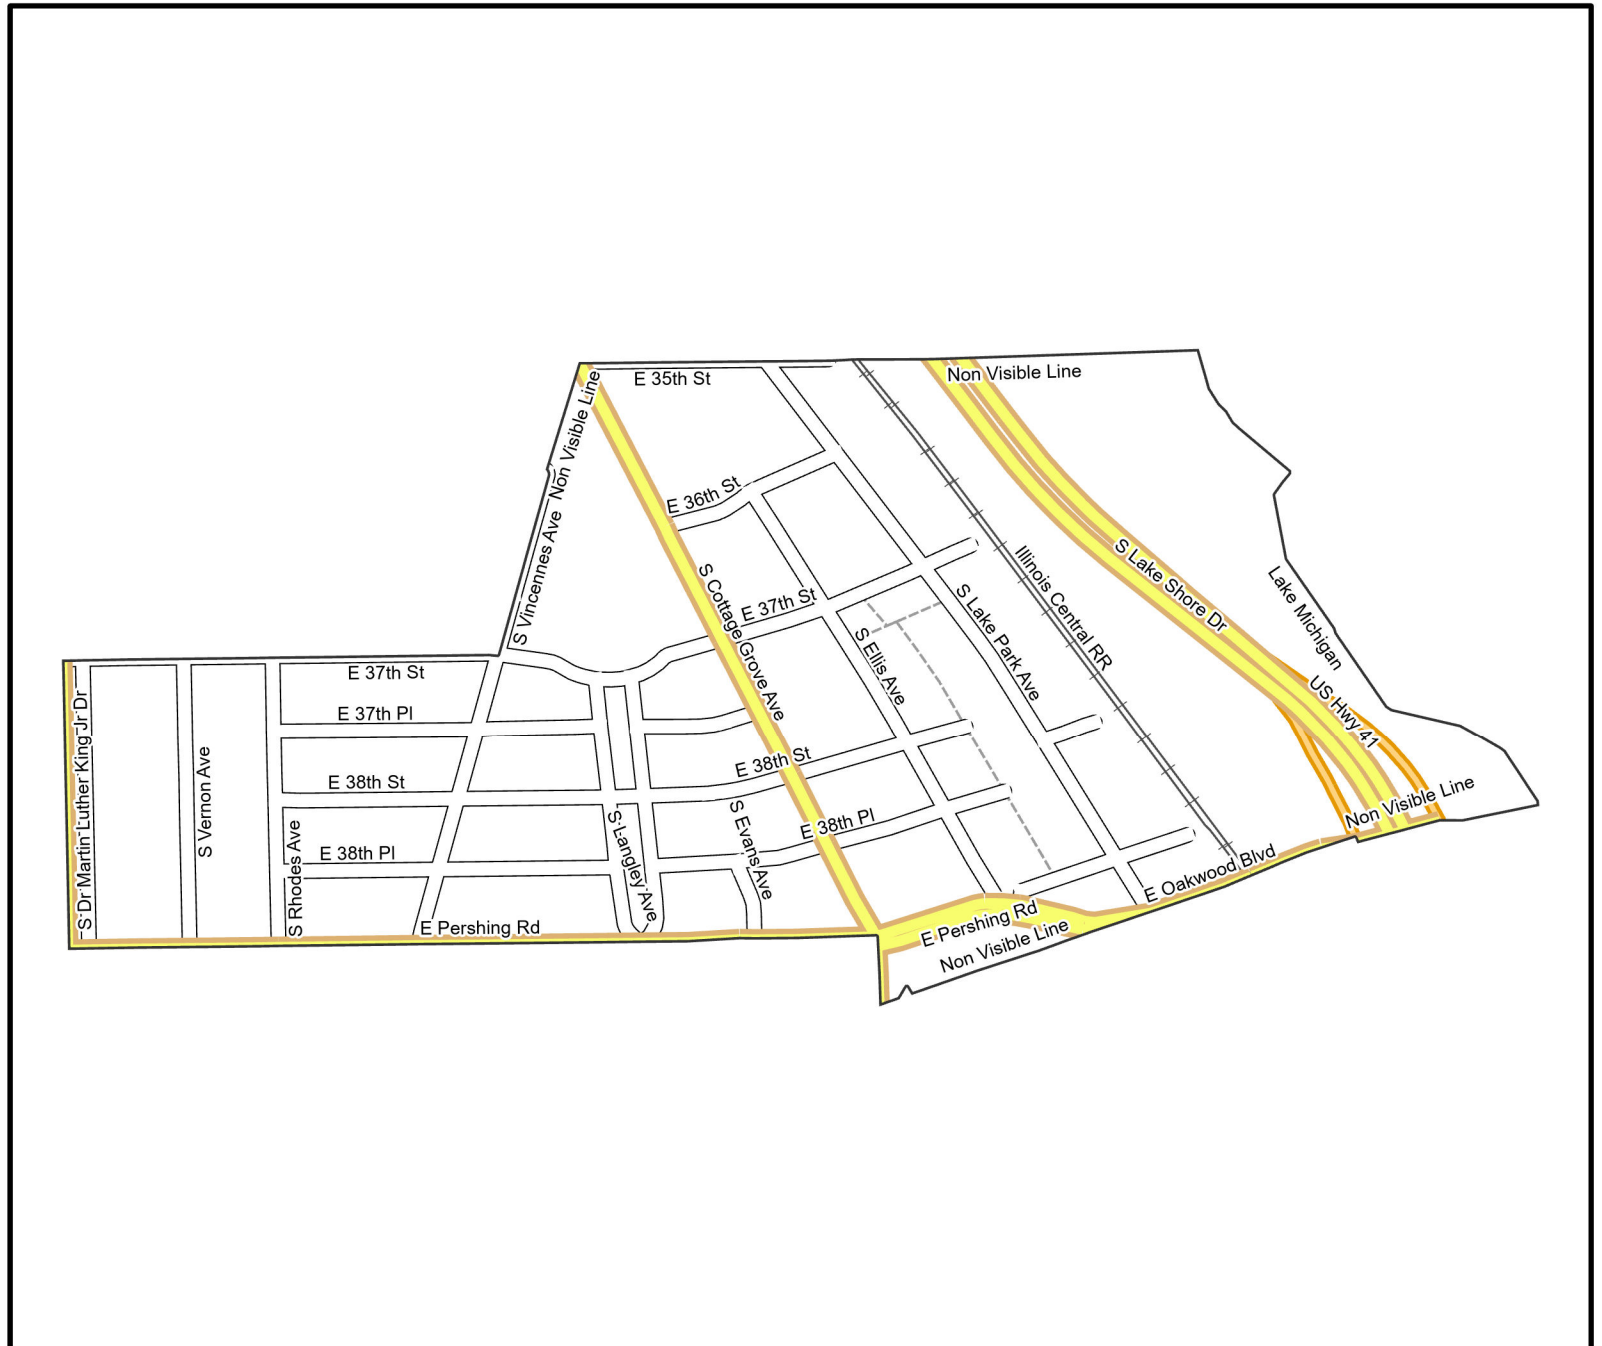 E 35th St
Non Visible Line
Non Visible Line
E 36th St
S Vincennes Ave
S Cottage Grove Ave
E 37th St
S Ellis Ave
S Lake Park Ave
Illinois Central RR
S Lake Shore Dr
Lake Michigan
US Hwy 41
E 37th St
E 37th Pl
S Dr Martin Luther King Jr Dr
S Vernon Ave
E 38th St
E 38th St
S Rhodes Ave
E 38th Pl
S Langley Ave
S Evans Ave
E 38th Pl
Non Visible Line
E Oakwood Blvd
E Pershing Rd
E Pershing Rd
Non Visible Line